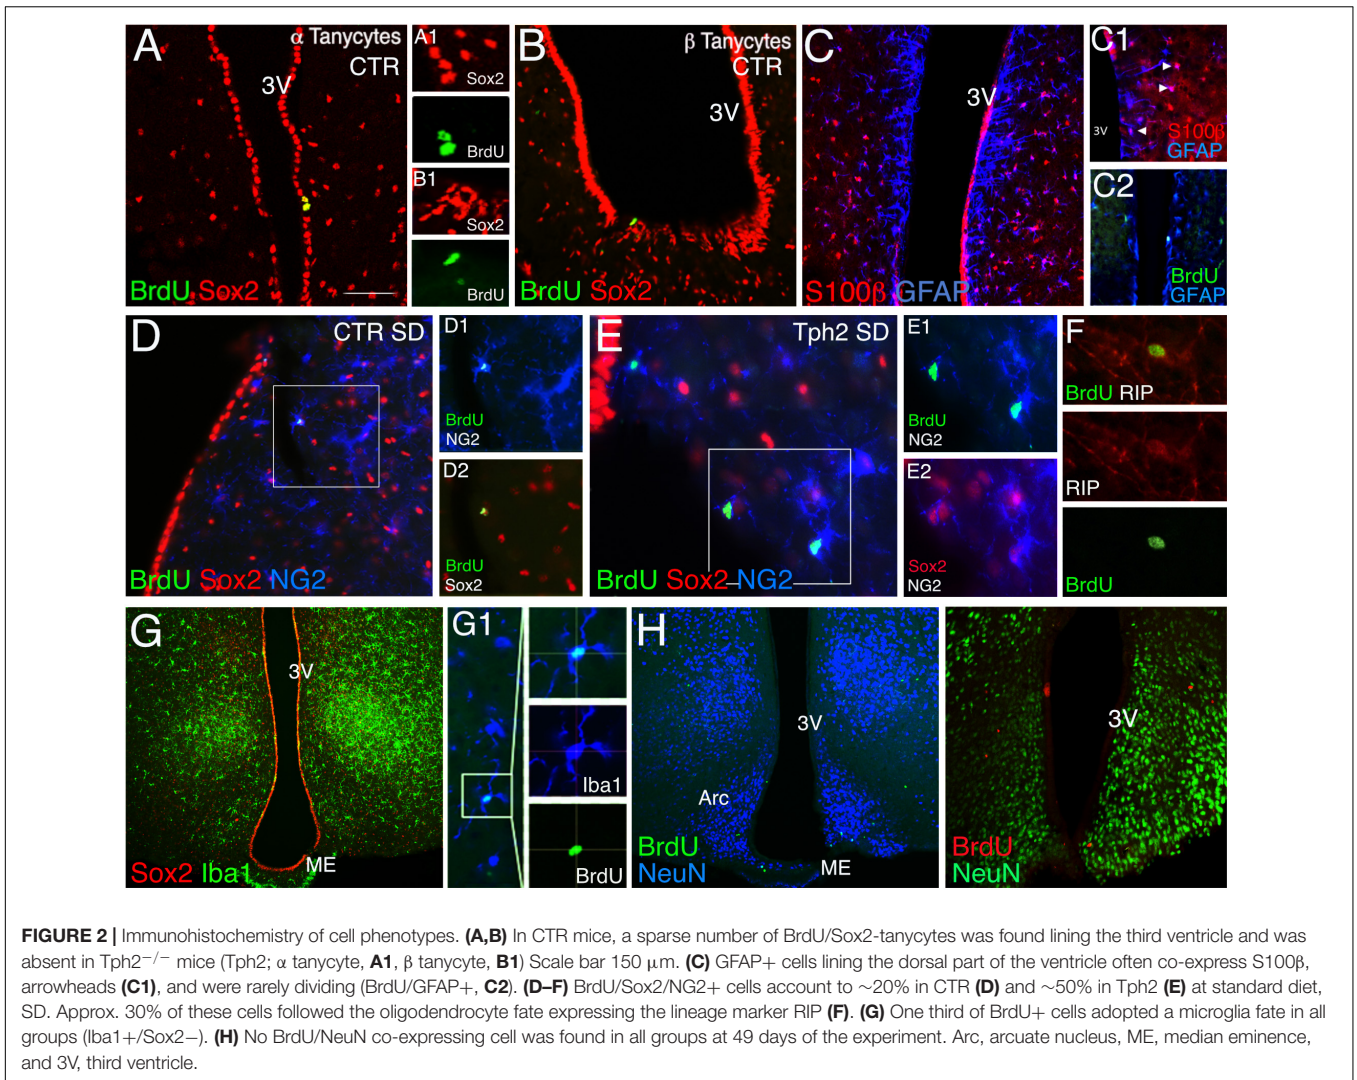 A
α Tanycytes
CTR
3V
BrdU Sox2
A1
Sox2
BrdU
B1
Sox2
BrdU
B
β Tanycytes
CTR
3V
BrdU Sox2
C
3V
S100β GFAP
C1
3V
S100β
GFAP
C2
BrdU
GFAP
D
CTR SD
BrdU Sox2 NG2
D1
BrdU
NG2
D2
BrdU
Sox2
E
Tph2 SD
BrdU Sox2 NG2
E1
BrdU
NG2
E2
Sox2
NG2
F
BrdU RIP
RIP
BrdU
G
3V
ME
Sox2 Iba1
G1
Iba1
BrdU
H
3V
Arc
ME
BrdU
NeuN
3V
BrdU
NeuN
FIGURE 2 | Immunohistochemistry of cell phenotypes. (A,B) In CTR mice, a sparse number of BrdU/Sox2-tanycytes was found lining the third ventricle and was
absent in Tph2−/− mice (Tph2; α tanycyte, A1, β tanycyte, B1) Scale bar 150 μm. (C) GFAP+ cells lining the dorsal part of the ventricle often co-express S100β,
arrowheads (C1), and were rarely dividing (BrdU/GFAP+, C2). (D–F) BrdU/Sox2/NG2+ cells account to ∼20% in CTR (D) and ∼50% in Tph2 (E) at standard diet,
SD. Approx. 30% of these cells followed the oligodendrocyte fate expressing the lineage marker RIP (F). (G) One third of BrdU+ cells adopted a microglia fate in all
groups (Iba1+/Sox2−). (H) No BrdU/NeuN co-expressing cell was found in all groups at 49 days of the experiment. Arc, arcuate nucleus, ME, median eminence,
and 3V, third ventricle.